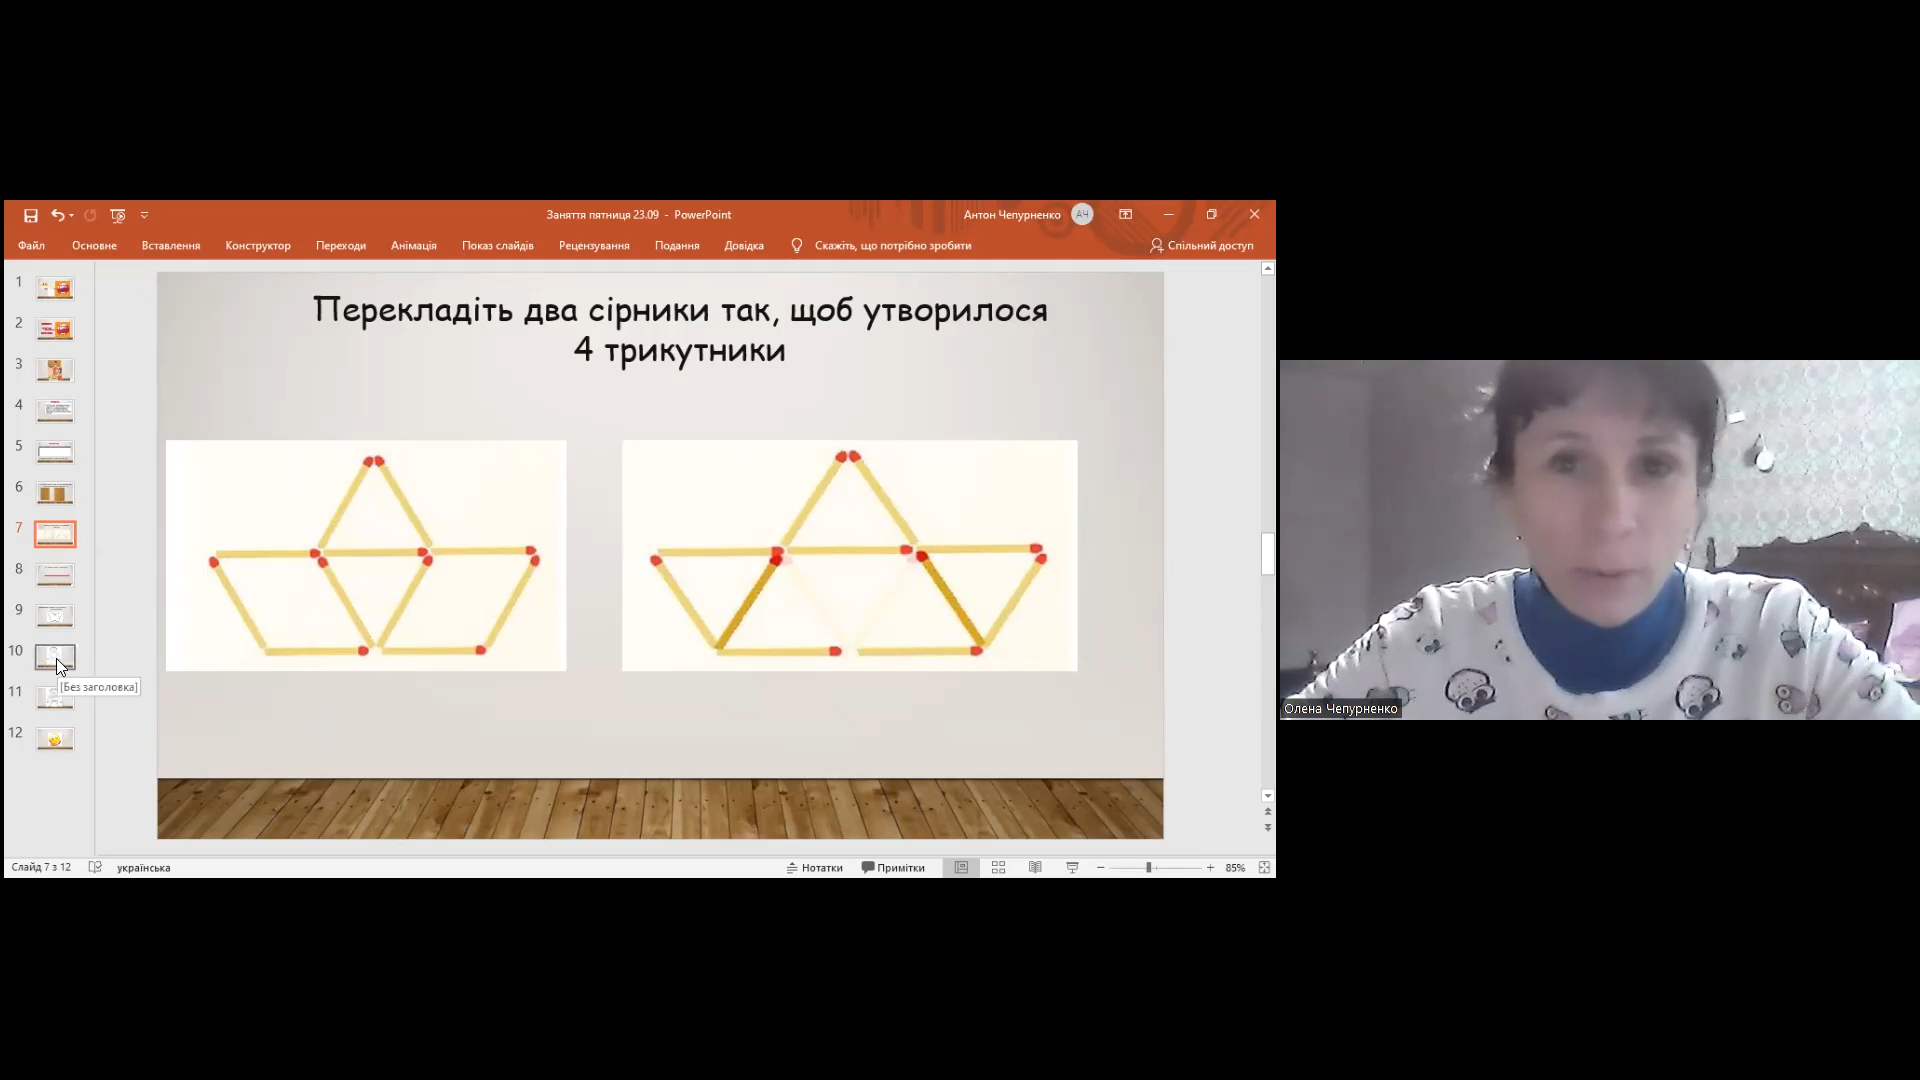 Заняття пятниця 23.09 - PowerPoint
Антон Чепурненко
АЧ
Файл Основне Вставлення Конструктор Переходи Анімація Показ слайдів Рецензування Подання Довідка Скажіть, що потрібно зробити Спільний доступ
1
2
3
4
5
6
7
8
9
10
[Без заголовка]
11
12
Перекладіть два сірники так, щоб утворилося
4 трикутники
Олена Чепурненко
Слайд 7 з 12 українська Нотатки Примітки 85%